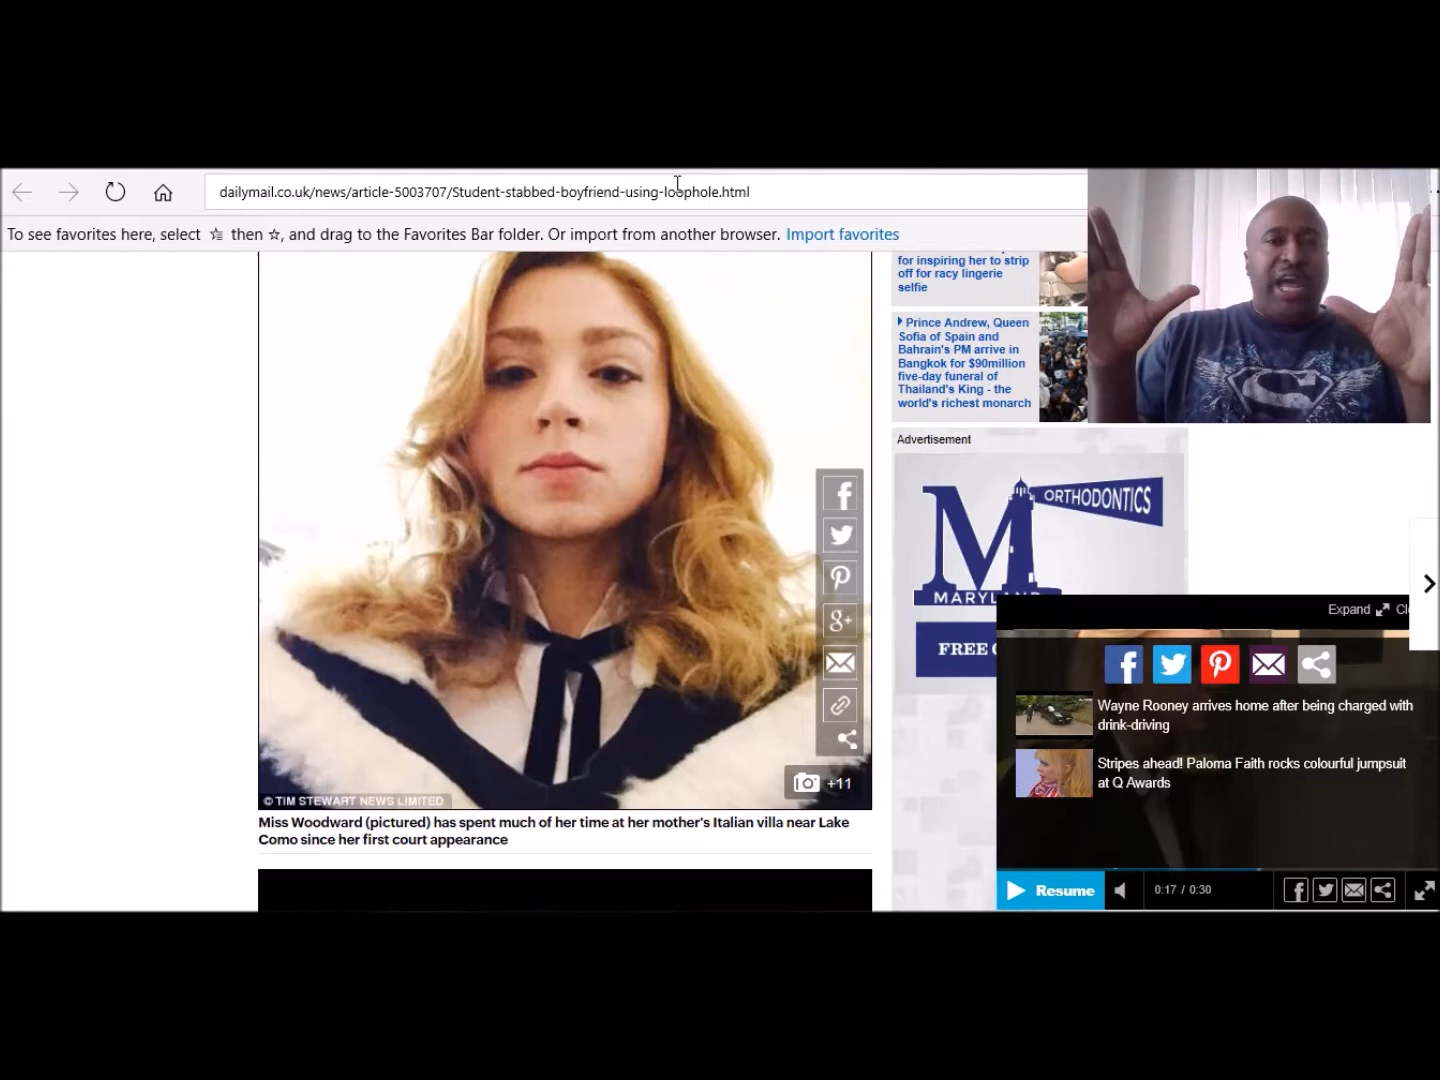 dailymail.co.uk/news/article-5003707/Student-stabbed-boyfriend-using-loophole.html
To see favorites here, select ☆ then ☆, and drag to the Favorites Bar folder. Or import from another browser. Import favorites
for inspiring her to strip
off for racy lingerie
selfie
Prince Andrew, Queen
Sofia of Spain and
Bahrain's PM arrive in
Bangkok for $90million
five-day funeral of
Thailand's King - the
world's richest monarch
Advertisement
M
ORTHODONTICS
FREE
Expand
Wayne Rooney arrives home after being charged with
drink-driving
Stripes ahead! Paloma Faith rocks colourful jumpsuit
at Q Awards
Resume
0:17 / 0:30
+11
© TIM STEWART NEWS LIMITED
Miss Woodward (pictured) has spent much of her time at her mother's Italian villa near Lake
Como since her first court appearance